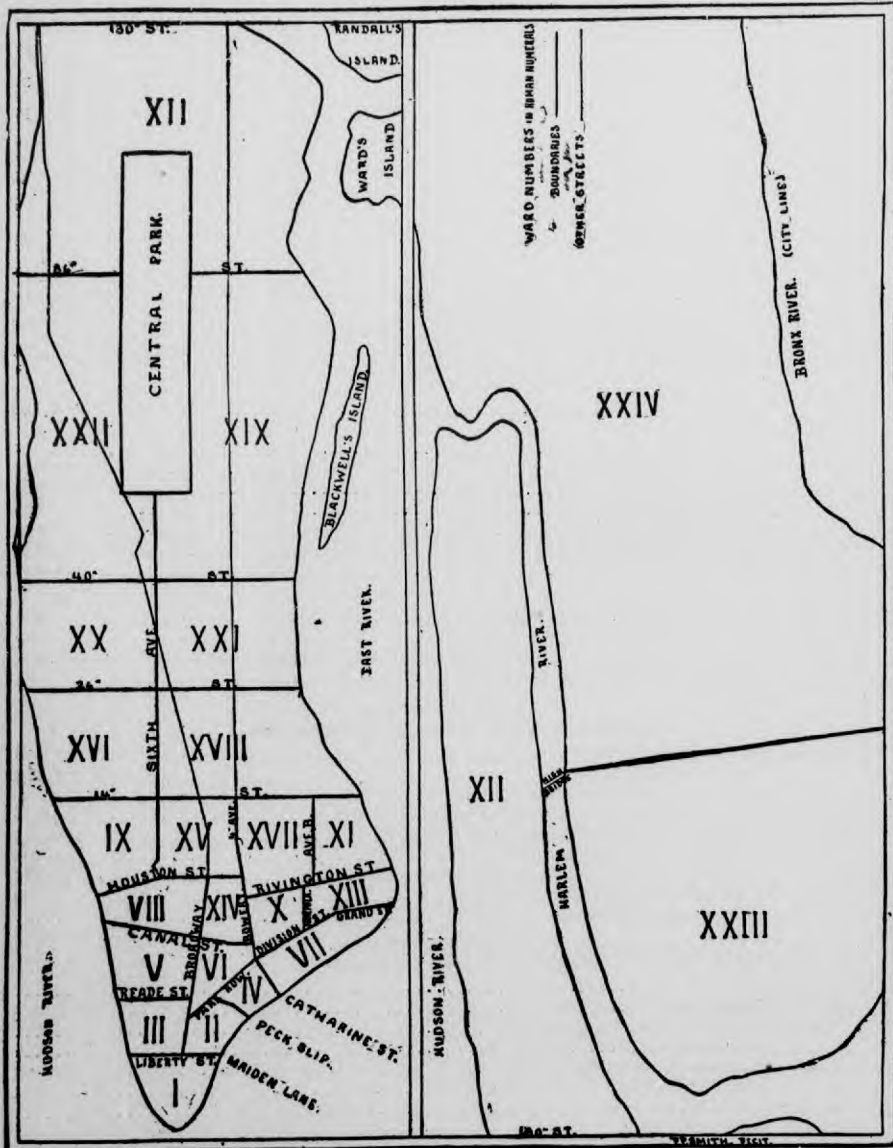 130" ST.
RANDALL'S
ISLAND.
XII
WARD'S
ISLAND
CENTRAL PARK.
86" ST.
XXII
XIX
BLACKWELL'S ISLAND.
40" ST.
XX
XXI
SIXTH AVE
EAST RIVER.
26" ST.
XVI
XVIII
14" ST.
4" AVE.
AVE. B.
IX
XV
XVII
XI
HOUSTON ST.
RIVINGTON ST
VIII
XIV
X
XIII
BROADWAY
BOWERY
DIVISION ST.
GRAND ST.
CANAL ST.
V
VI
VII
READE ST.
PARK ROW.
IV
CATHARINE ST.
III
II
PECK SLIP.
LIBERTY ST.
MAIDEN LANE.
I
HUDSON RIVER.
WARD NUMBERS IN ROMAN NUMERALS
" BOUNDARIES
OTHER STREETS
BRONX RIVER. (CITY LINE)
XXIV
HARLEM RIVER.
HIGH
BRIDGE
XII
XXIII
HUDSON RIVER.
130" ST.
SMITH, FECIT.